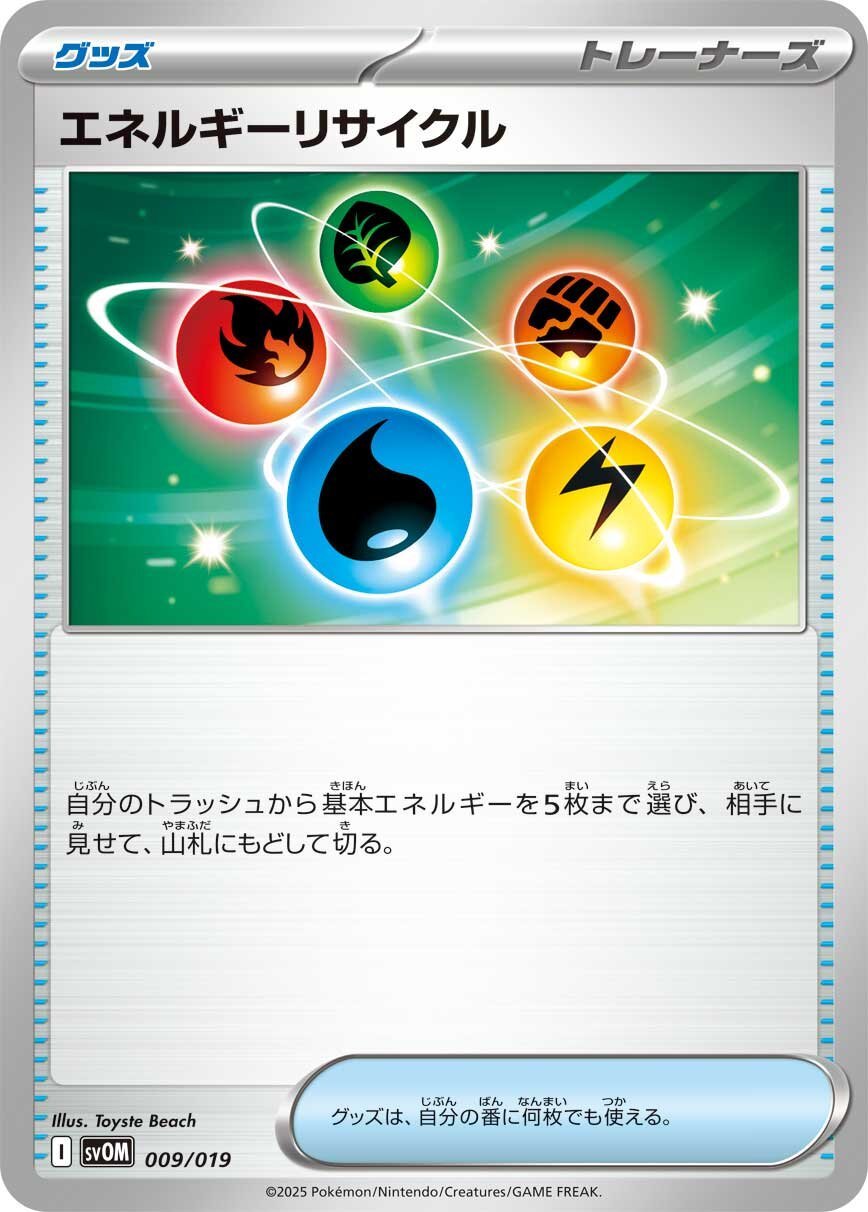 グッズ
トレーナーズ
エネルギーリサイクル
自分のトラッシュから基本エネルギーを5枚まで選び、相手に
見せて、山札にもどして切る。
グッズは、自分の番に何枚でも使える。
Illus. Toyste Beach
I SVOM 009/019
©2025 Pokémon/Nintendo/Creatures/GAME FREAK.